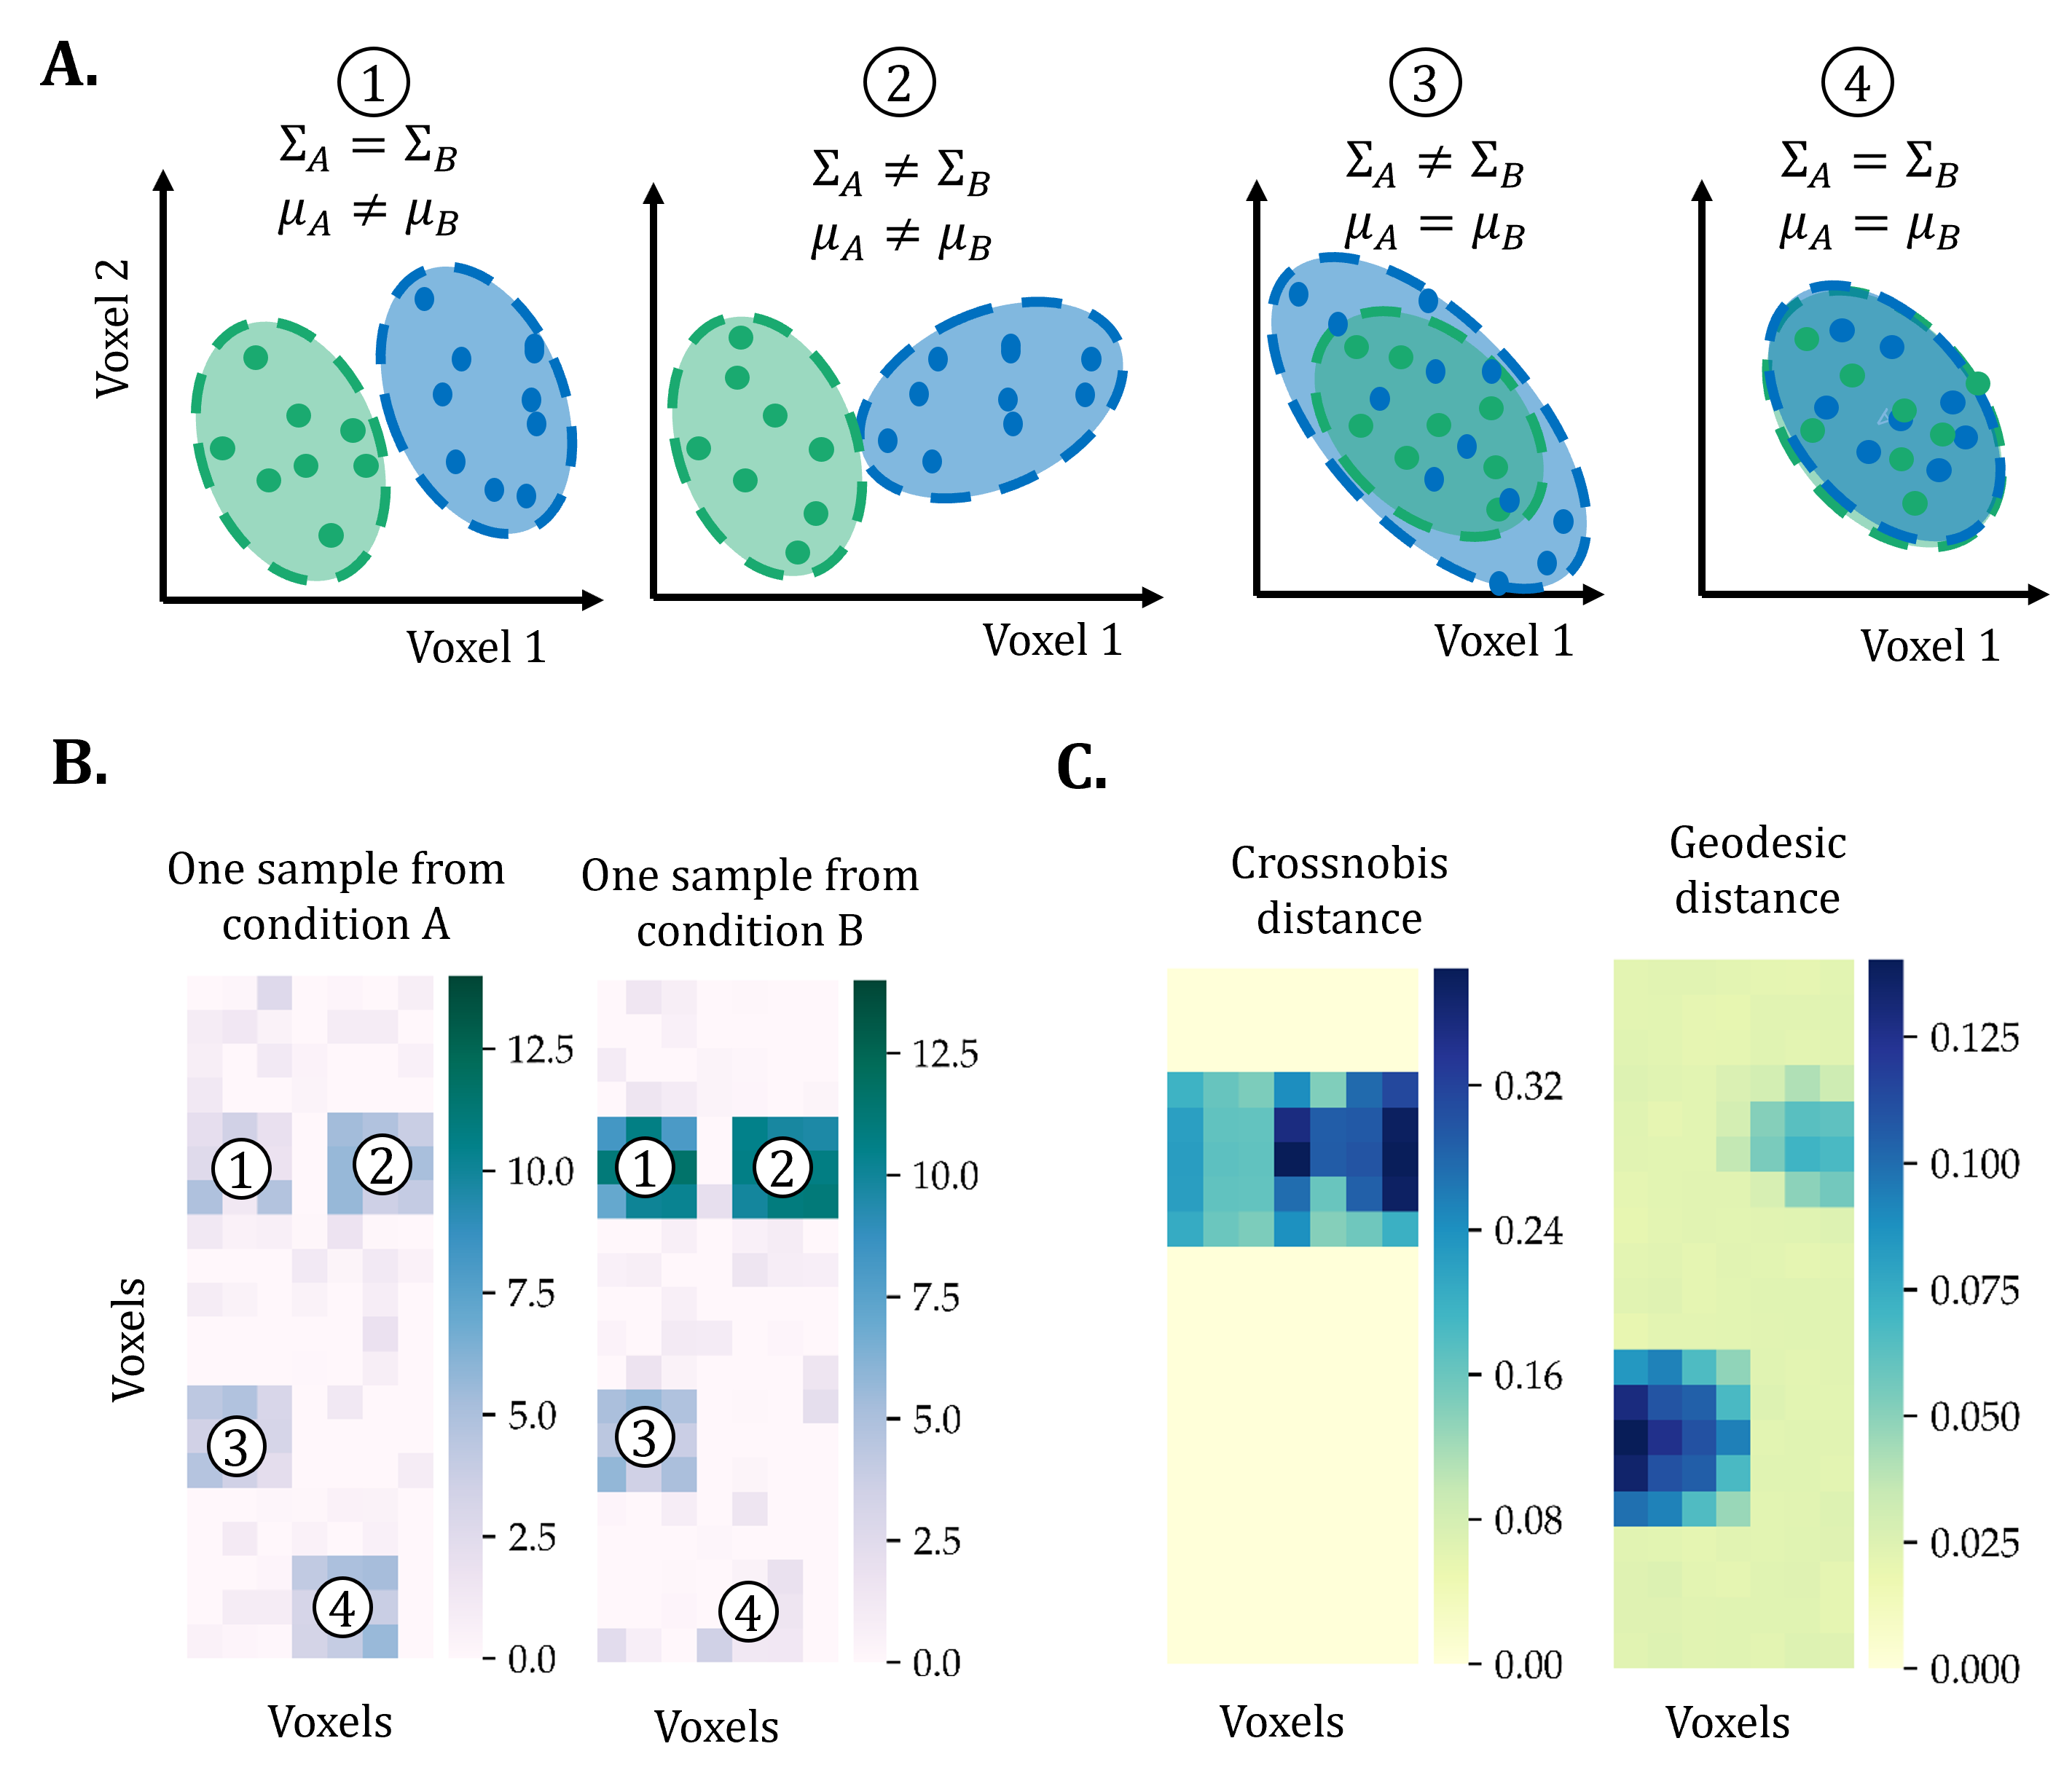 A.
1
2
3
4
Σ_A = Σ_B
μ_A ≠ μ_B
Σ_A ≠ Σ_B
μ_A ≠ μ_B
Σ_A ≠ Σ_B
μ_A = μ_B
Σ_A = Σ_B
μ_A = μ_B
Voxel 2
Voxel 1
Voxel 1
Voxel 1
Voxel 1
B.
One sample from
condition A
One sample from
condition B
Voxels
1
2
3
4
12.5
10.0
7.5
5.0
2.5
0.0
Voxels
1
2
3
4
12.5
10.0
7.5
5.0
2.5
0.0
Voxels
C.
Crossnobis
distance
0.32
0.24
0.16
0.08
0.00
Voxels
Geodesic
distance
0.125
0.100
0.075
0.050
0.025
0.000
Voxels